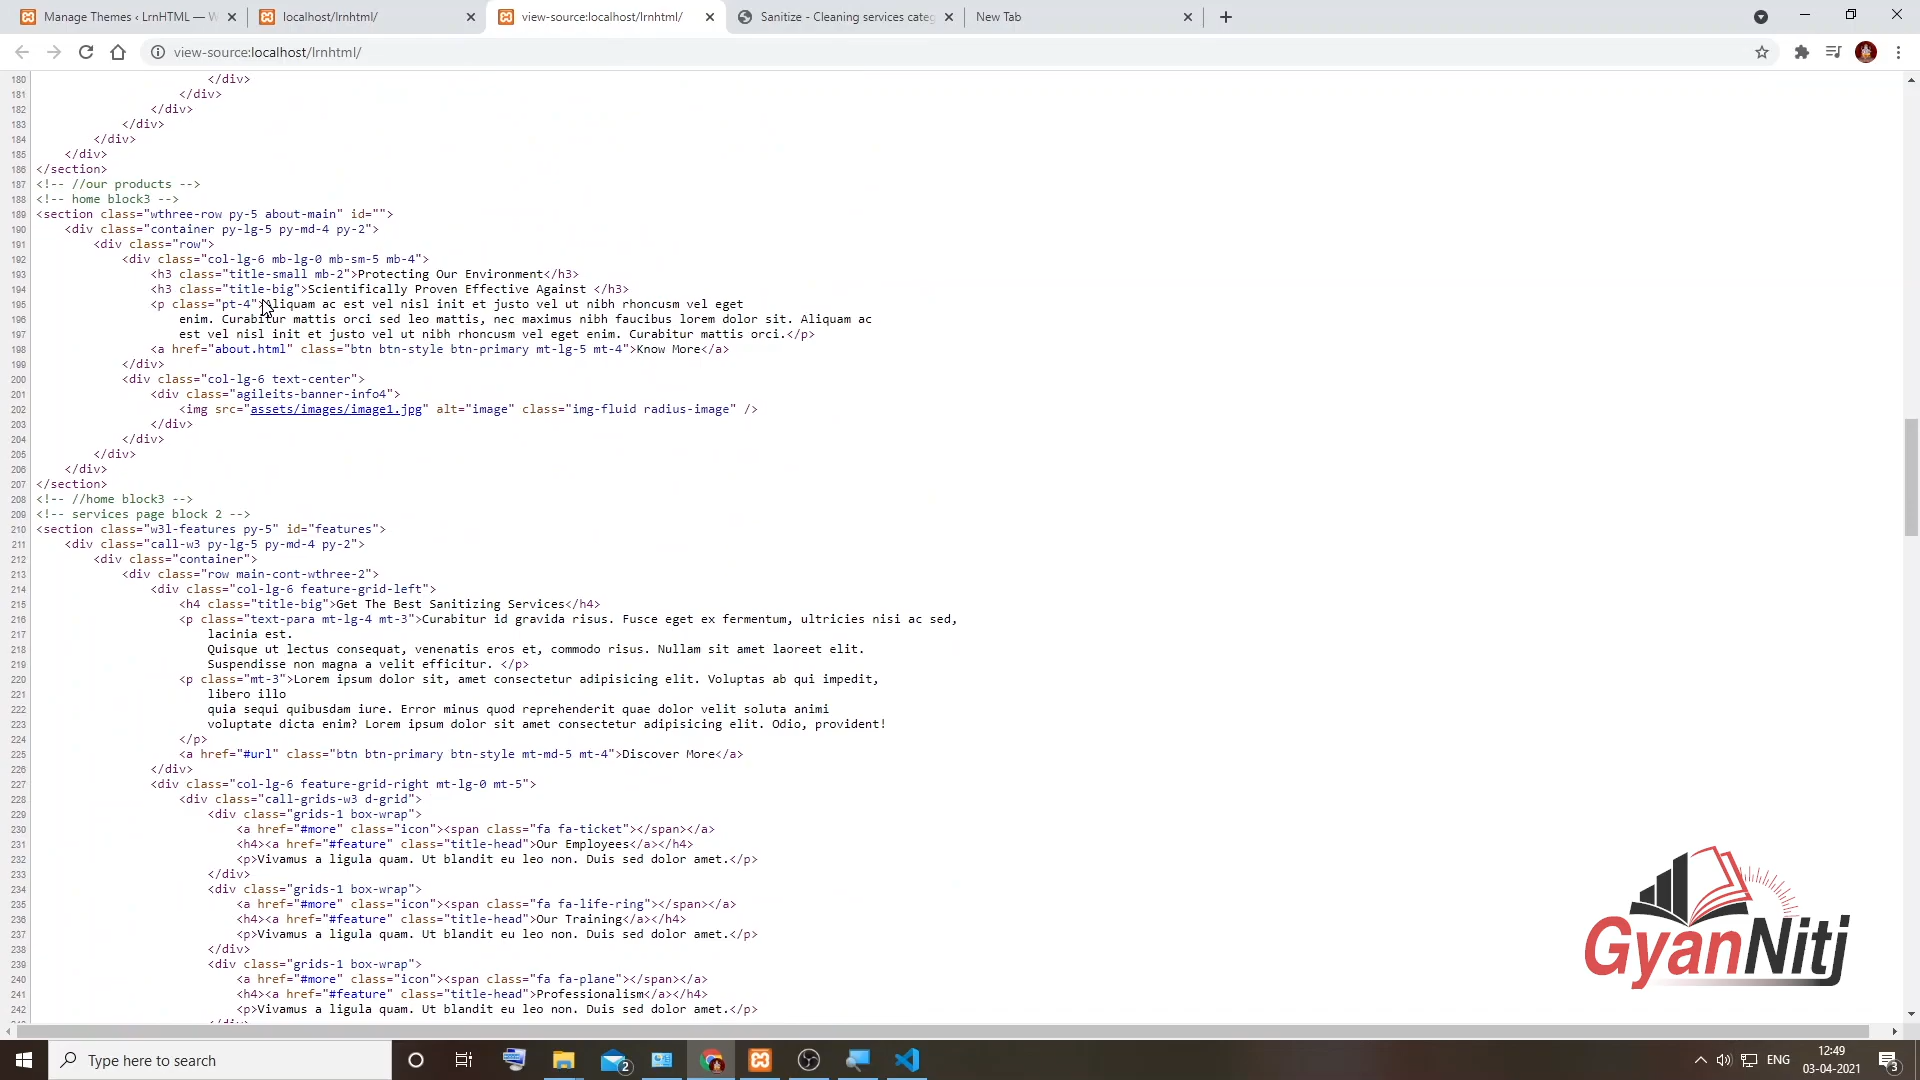 Manage Themes ‹ LrnHTML — W
localhost/lrnhtml/
view-source:localhost/lrnhtml/
Sanitize - Cleaning services categ
New Tab
view-source:localhost/lrnhtml/
180 </div>
181 </div>
182 </div>
183 </div>
184 </div>
185 </div>
186 </section>
187 <!-- //our products -->
188 <!-- home block3 -->
189 <section class="wthree-row py-5 about-main" id="">
190 <div class="container py-lg-5 py-md-4 py-2">
191 <div class="row">
192 <div class="col-lg-6 mb-lg-0 mb-sm-5 mb-4">
193 <h3 class="title-small mb-2">Protecting Our Environment</h3>
194 <h3 class="title-big">Scientifically Proven Effective Against </h3>
195 <p class="pt-4">Aliquam ac est vel nisl init et justo vel ut nibh rhoncusm vel eget
196 enim. Curabitur mattis orci sed leo mattis, nec maximus nibh faucibus lorem dolor sit. Aliquam ac
197 est vel nisl init et justo vel ut nibh rhoncusm vel eget enim. Curabitur mattis orci.</p>
198 <a href="about.html" class="btn btn-style btn-primary mt-lg-5 mt-4">Know More</a>
199 </div>
200 <div class="col-lg-6 text-center">
201 <div class="agileits-banner-info4">
202 <img src="assets/images/image1.jpg" alt="image" class="img-fluid radius-image" />
203 </div>
204 </div>
205 </div>
206 </div>
207 </section>
208 <!-- //home block3 -->
209 <!-- services page block 2 -->
210 <section class="w3l-features py-5" id="features">
211 <div class="call-w3 py-lg-5 py-md-4 py-2">
212 <div class="container">
213 <div class="row main-cont-wthree-2">
214 <div class="col-lg-6 feature-grid-left">
215 <h4 class="title-big">Get The Best Sanitizing Services</h4>
216 <p class="text-para mt-lg-4 mt-3">Curabitur id gravida risus. Fusce eget ex fermentum, ultricies nisi ac sed,
217 lacinia est.
218 Quisque ut lectus consequat, venenatis eros et, commodo risus. Nullam sit amet laoreet elit.
219 Suspendisse non magna a velit efficitur. </p>
220 <p class="mt-3">Lorem ipsum dolor sit, amet consectetur adipisicing elit. Voluptas ab qui impedit,
221 libero illo
222 quia sequi quibusdam iure. Error minus quod reprehenderit quae dolor velit soluta animi
223 voluptate dicta enim? Lorem ipsum dolor sit amet consectetur adipisicing elit. Odio, provident!
224 </p>
225 <a href="#url" class="btn btn-primary btn-style mt-md-5 mt-4">Discover More</a>
226 </div>
227 <div class="col-lg-6 feature-grid-right mt-lg-0 mt-5">
228 <div class="call-grids-w3 d-grid">
229 <div class="grids-1 box-wrap">
230 <a href="#more" class="icon"><span class="fa fa-ticket"></span></a>
231 <h4><a href="#feature" class="title-head">Our Employees</a></h4>
232 <p>Vivamus a ligula quam. Ut blandit eu leo non. Duis sed dolor amet.</p>
233 </div>
234 <div class="grids-1 box-wrap">
235 <a href="#more" class="icon"><span class="fa fa-life-ring"></span></a>
236 <h4><a href="#feature" class="title-head">Our Training</a></h4>
237 <p>Vivamus a ligula quam. Ut blandit eu leo non. Duis sed dolor amet.</p>
238 </div>
239 <div class="grids-1 box-wrap">
240 <a href="#more" class="icon"><span class="fa fa-plane"></span></a>
241 <h4><a href="#feature" class="title-head">Professionalism</a></h4>
242 <p>Vivamus a ligula quam. Ut blandit eu leo non. Duis sed dolor amet.</p>
GyanNitj
Type here to search
2
ENG
12:49
03-04-2021
3